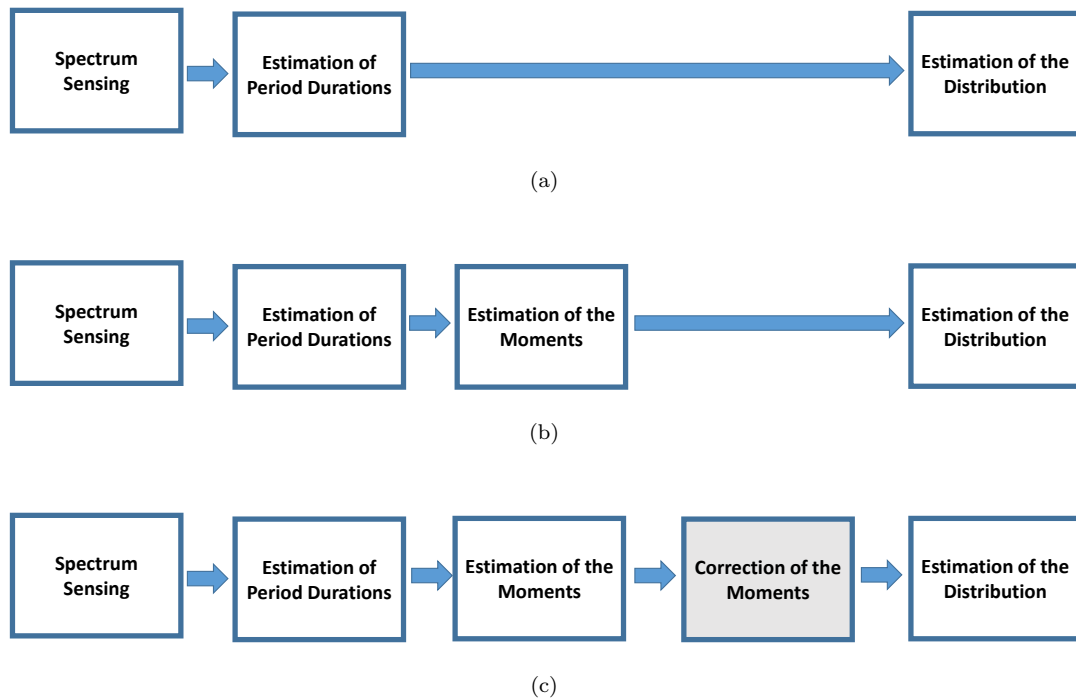 Spectrum
Sensing
Estimation of
Period Durations
Estimation of the
Distribution
(a)
Spectrum
Sensing
Estimation of
Period Durations
Estimation of the
Moments
Estimation of the
Distribution
(b)
Spectrum
Sensing
Estimation of
Period Durations
Estimation of the
Moments
Correction of the
Moments
Estimation of the
Distribution
(c)